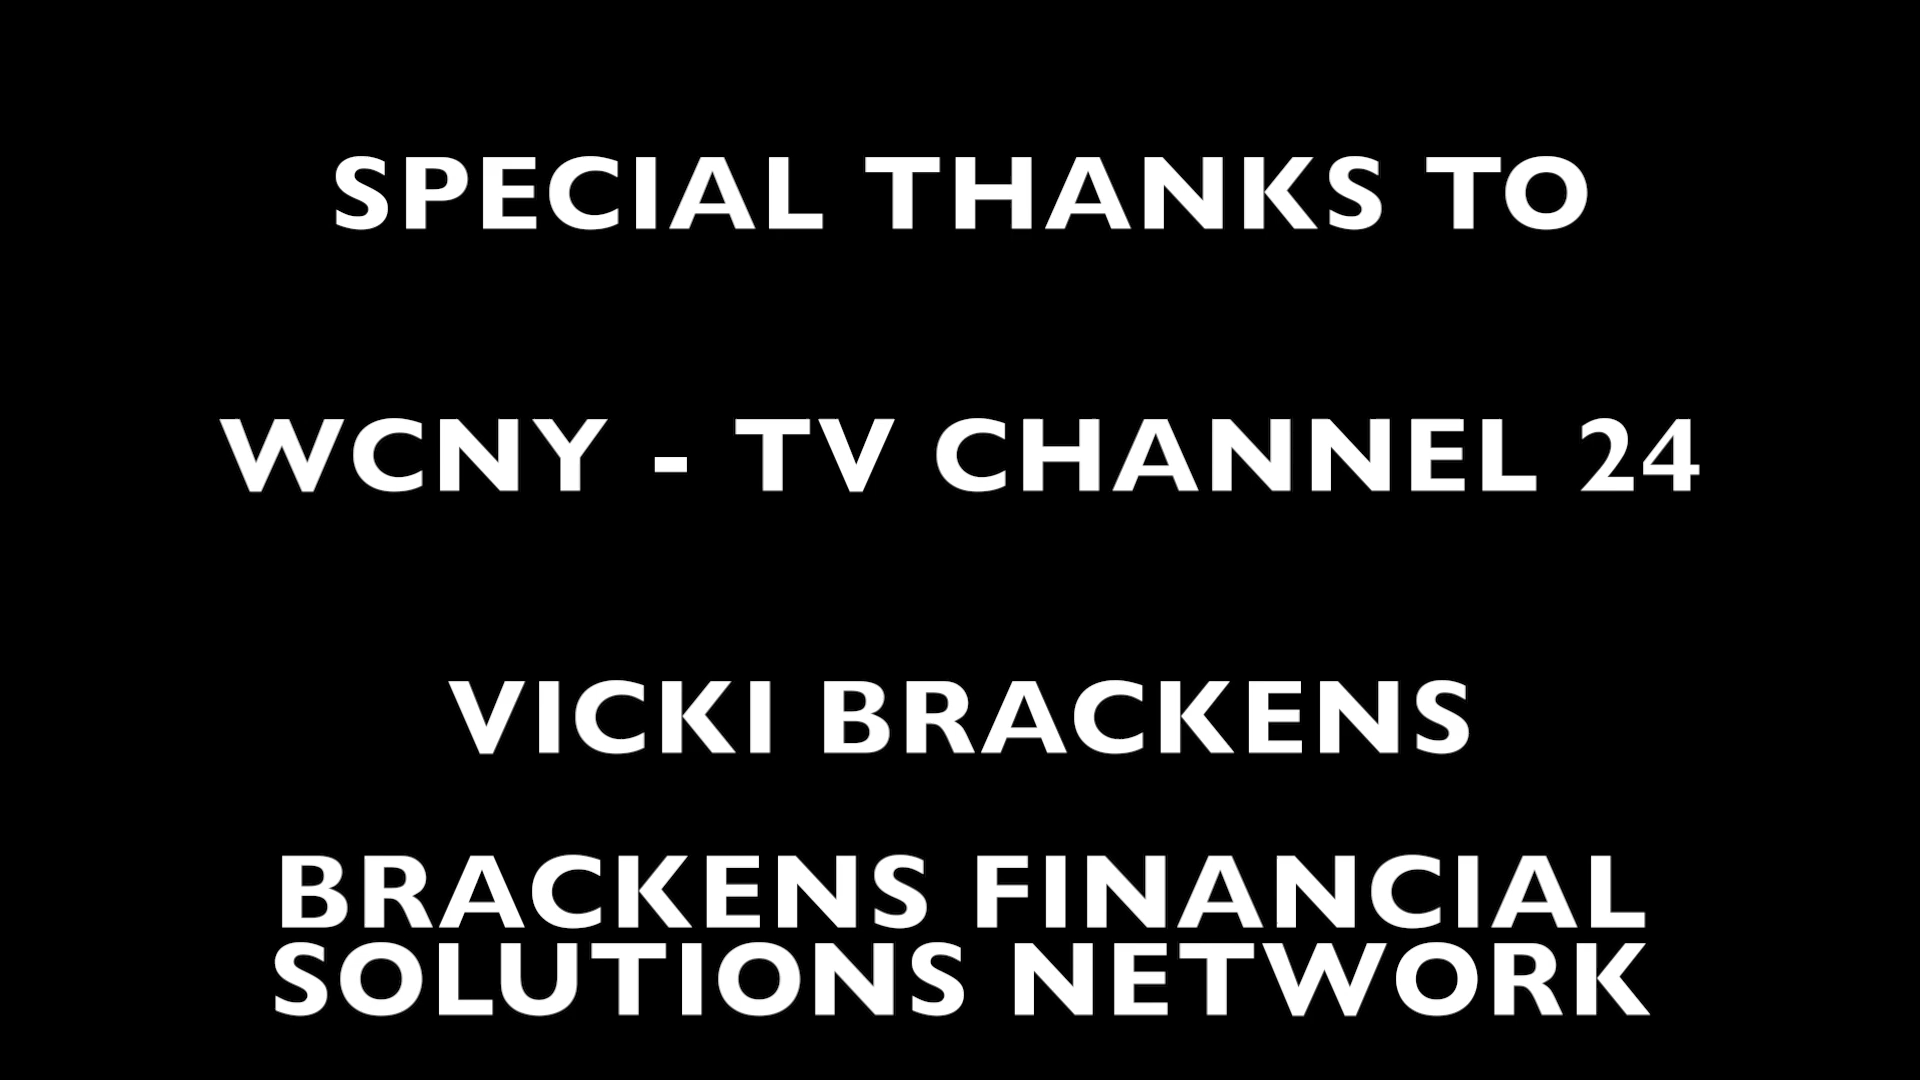 SPECIAL THANKS TO
WCNY - TV CHANNEL 24
VICKI BRACKENS
BRACKENS FINANCIAL
SOLUTIONS NETWORK